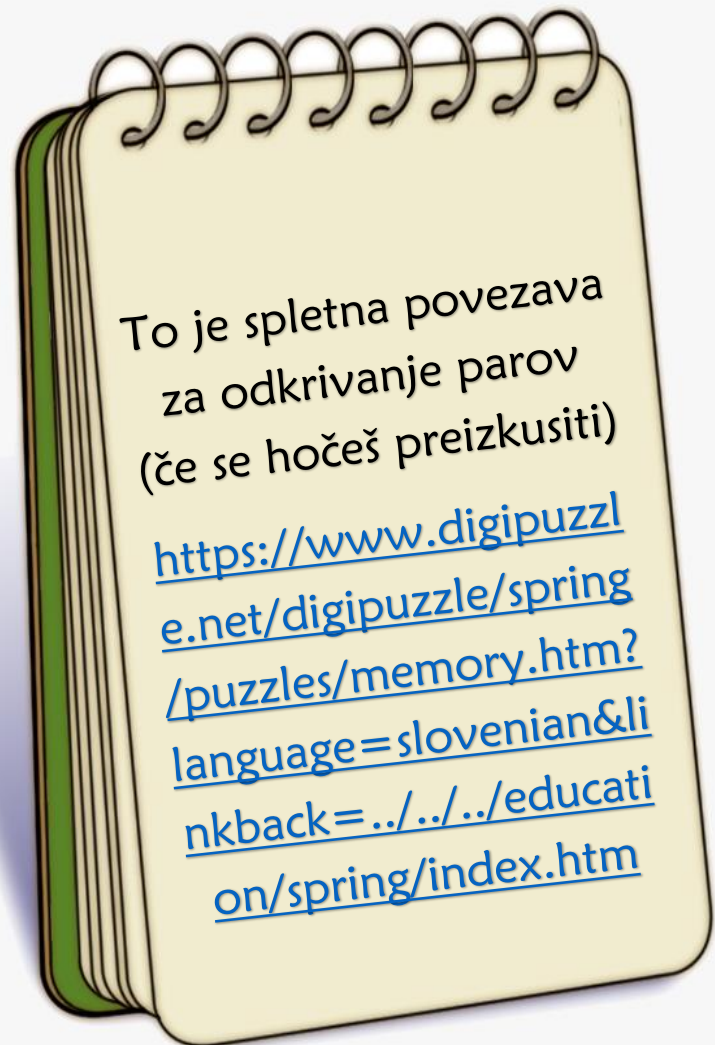 To je spletna povezava
za odkrivanje parov
(če se hočeš preizkusiti)
https://www.digipuzzl
e.net/digipuzzle/spring
/puzzles/memory.htm?
language=slovenian&li
nkback=../../../educati
on/spring/index.htm